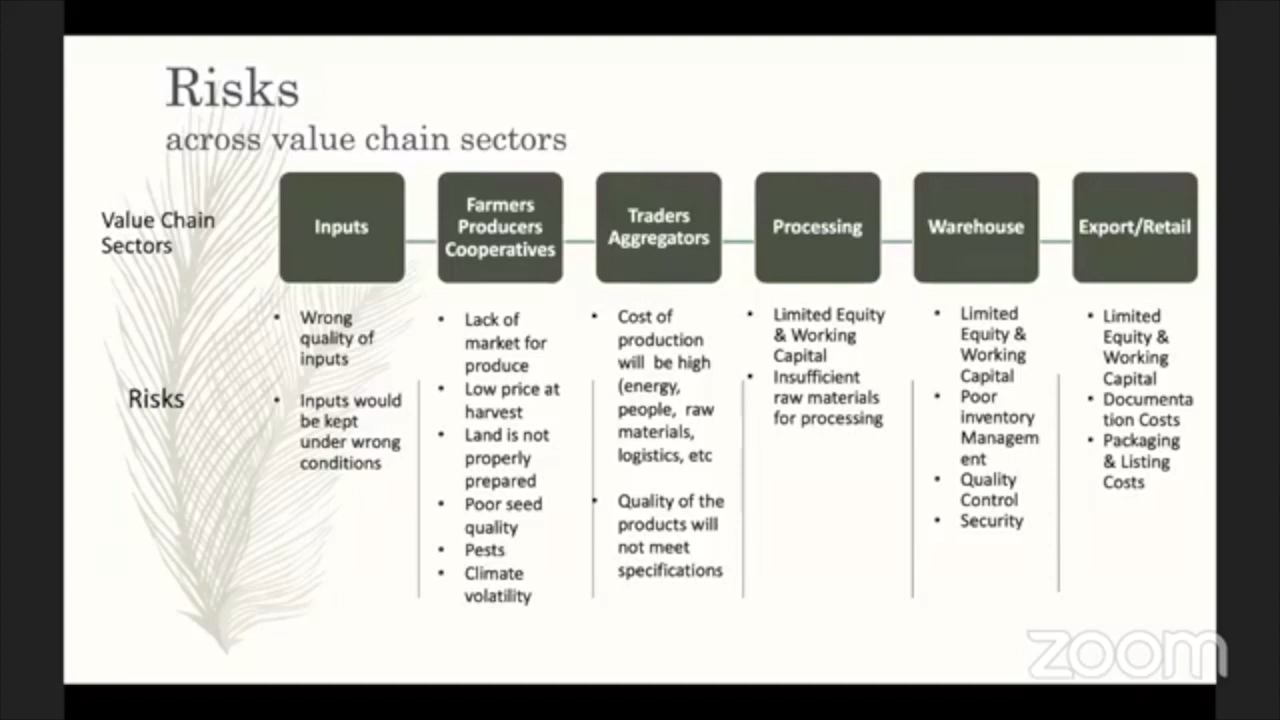 Risks
across value chain sectors
Value Chain
Sectors
Inputs
Farmers
Producers
Cooperatives
Traders
Aggregators
Processing
Warehouse
Export/Retail
Risks
• Wrong
quality of
inputs
• Inputs would
be kept
under wrong
conditions
• Lack of
market for
produce
• Low price at
harvest
• Land is not
properly
prepared
• Poor seed
quality
• Pests
• Climate
volatility
• Cost of
production
will be high
(energy,
people, raw
materials,
logistics, etc
• Quality of the
products will
not meet
specifications
• Limited Equity
& Working
Capital
• Insufficient
raw materials
for processing
• Limited
Equity &
Working
Capital
• Poor
inventory
Managem
ent
• Quality
Control
• Security
• Limited
Equity &
Working
Capital
• Documenta
tion Costs
• Packaging
& Listing
Costs
zoom